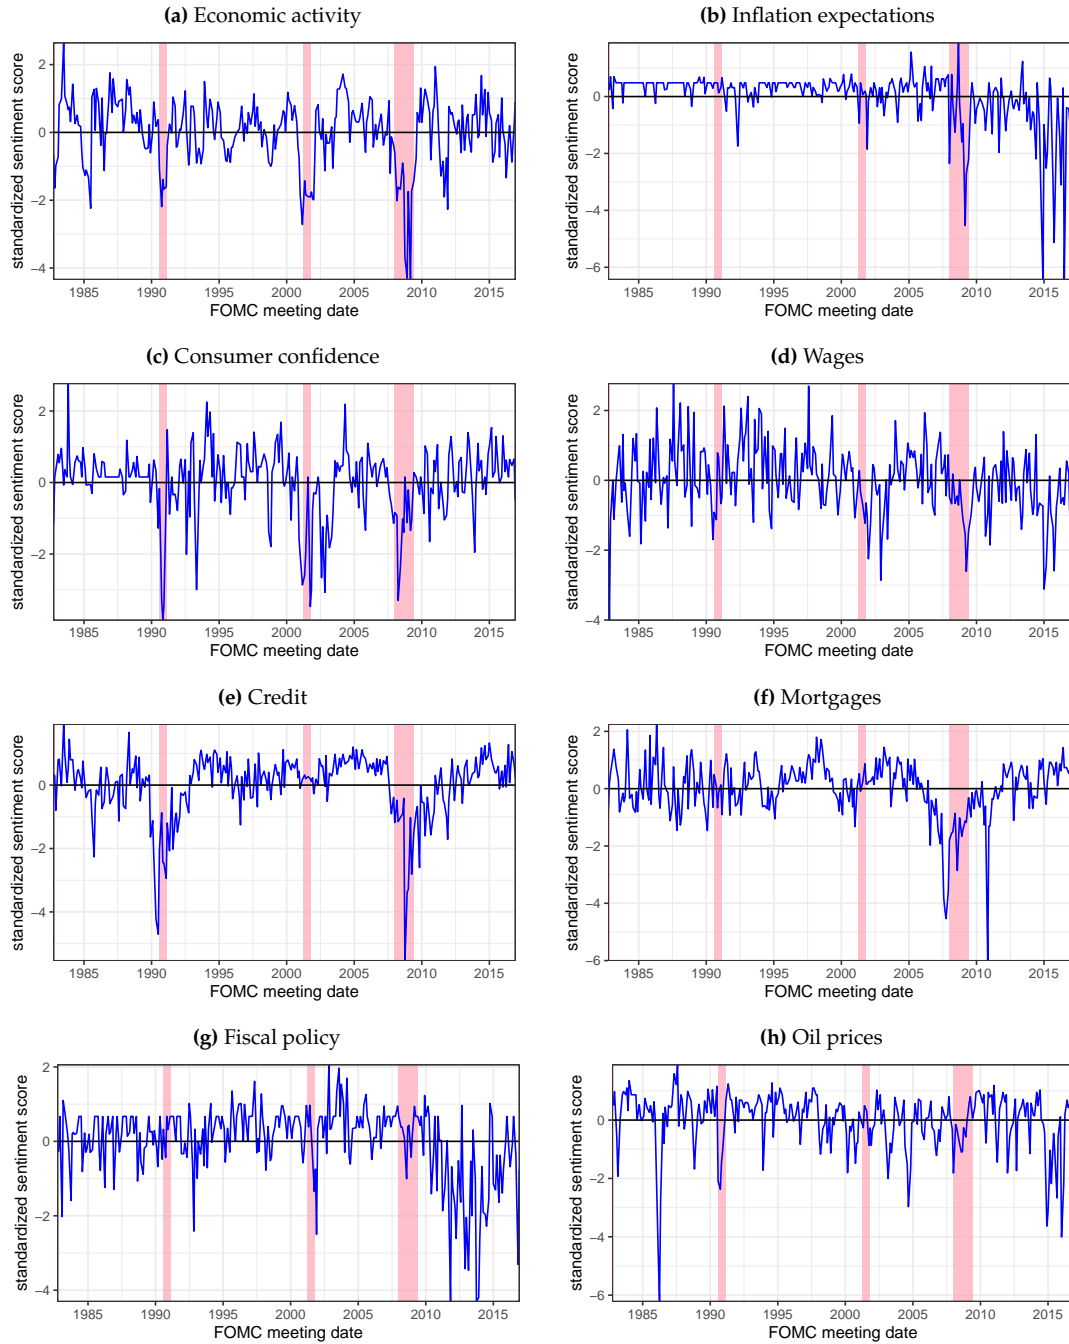 (a) Economic activity
standardized sentiment score
2
0
−2
−4
1985 1990 1995 2000 2005 2010 2015
FOMC meeting date
(b) Inflation expectations
standardized sentiment score
0
−2
−4
−6
1985 1990 1995 2000 2005 2010 2015
FOMC meeting date
(c) Consumer confidence
standardized sentiment score
2
0
−2
1985 1990 1995 2000 2005 2010 2015
FOMC meeting date
(d) Wages
standardized sentiment score
2
0
−2
−4
1985 1990 1995 2000 2005 2010 2015
FOMC meeting date
(e) Credit
standardized sentiment score
0
−2
−4
1985 1990 1995 2000 2005 2010 2015
FOMC meeting date
(f) Mortgages
standardized sentiment score
2
0
−2
−4
−6
1985 1990 1995 2000 2005 2010 2015
FOMC meeting date
(g) Fiscal policy
standardized sentiment score
2
0
−2
−4
1985 1990 1995 2000 2005 2010 2015
FOMC meeting date
(h) Oil prices
standardized sentiment score
2
0
−2
−4
−6
1985 1990 1995 2000 2005 2010 2015
FOMC meeting date